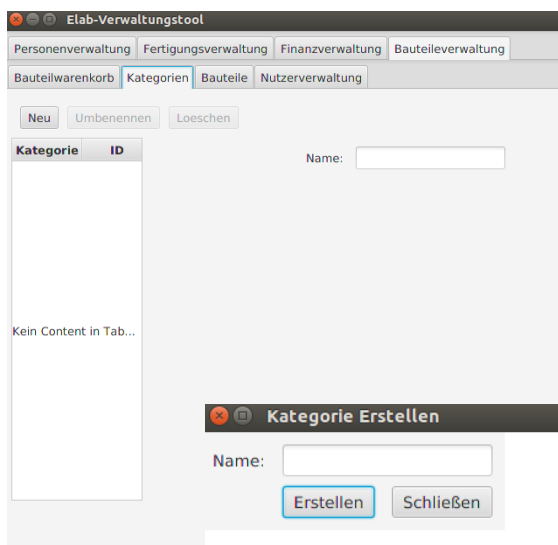 Elab-Verwaltungstool
Personenverwaltung Fertigungsverwaltung Finanzverwaltung Bauteileverwaltung
Bauteilwarenkorb Kategorien Bauteile Nutzerverwaltung
Neu Umbenennen Loeschen
Kategorie ID
Name:
Kein Content in Tab...
Kategorie Erstellen
Name:
Erstellen Schließen